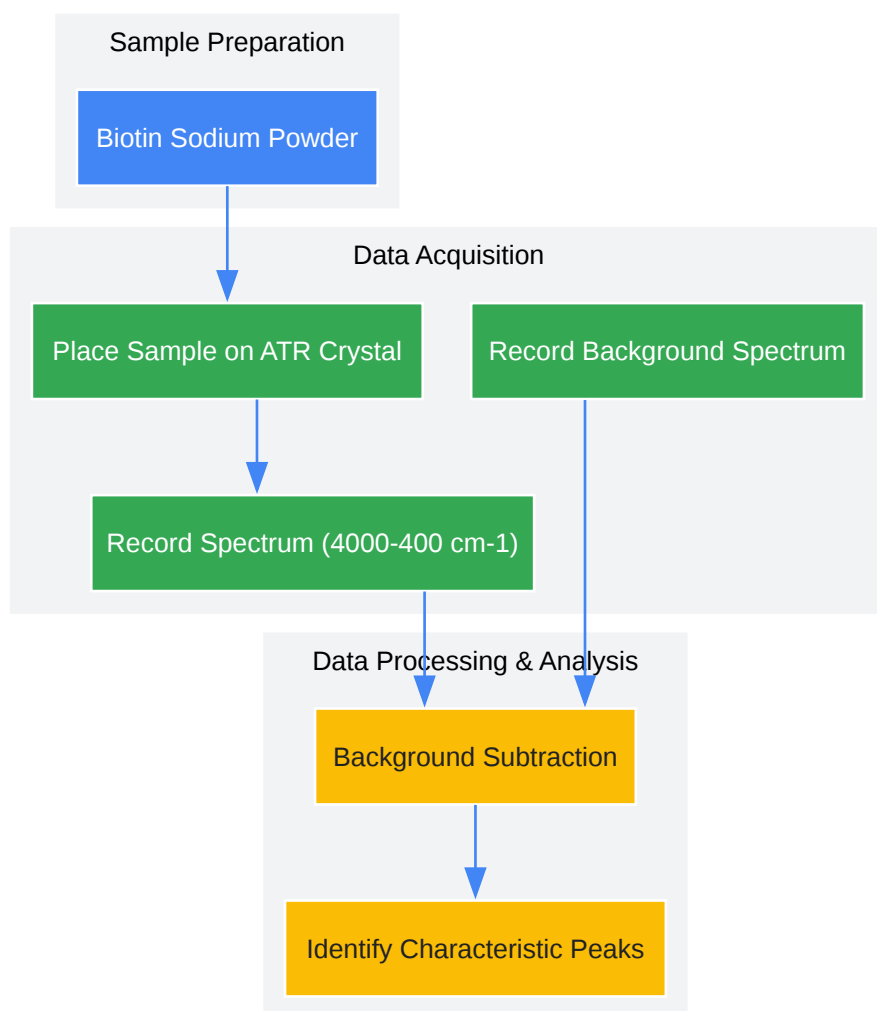 Sample Preparation
Biotin Sodium Powder
Data Acquisition
Place Sample on ATR Crystal
Record Background Spectrum
Record Spectrum (4000-400 cm-1)
Data Processing & Analysis
Background Subtraction
Identify Characteristic Peaks